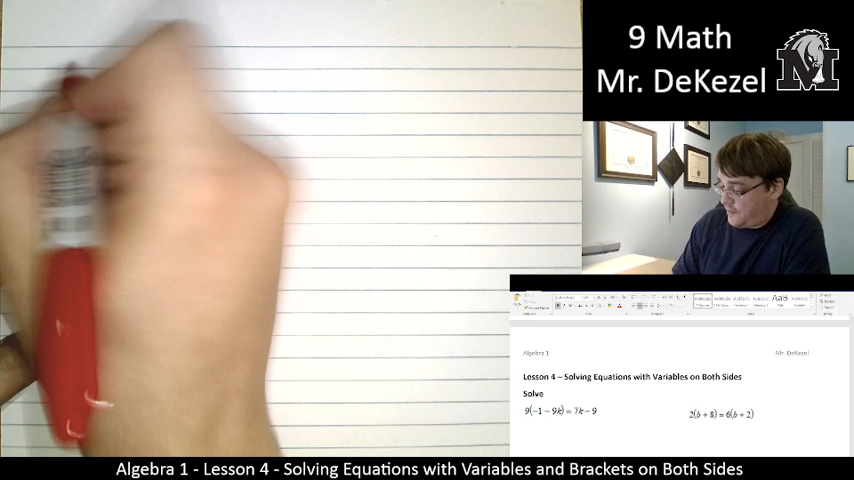 9 Math
Mr. DeKezel
M
Algebra 1
Mr. DeKezel
Lesson 4 – Solving Equations with Variables on Both Sides
Solve
9(−1 − 9k) = 7k − 9
2(b + 8) = 6(b + 2)
Algebra 1 - Lesson 4 - Solving Equations with Variables and Brackets on Both Sides